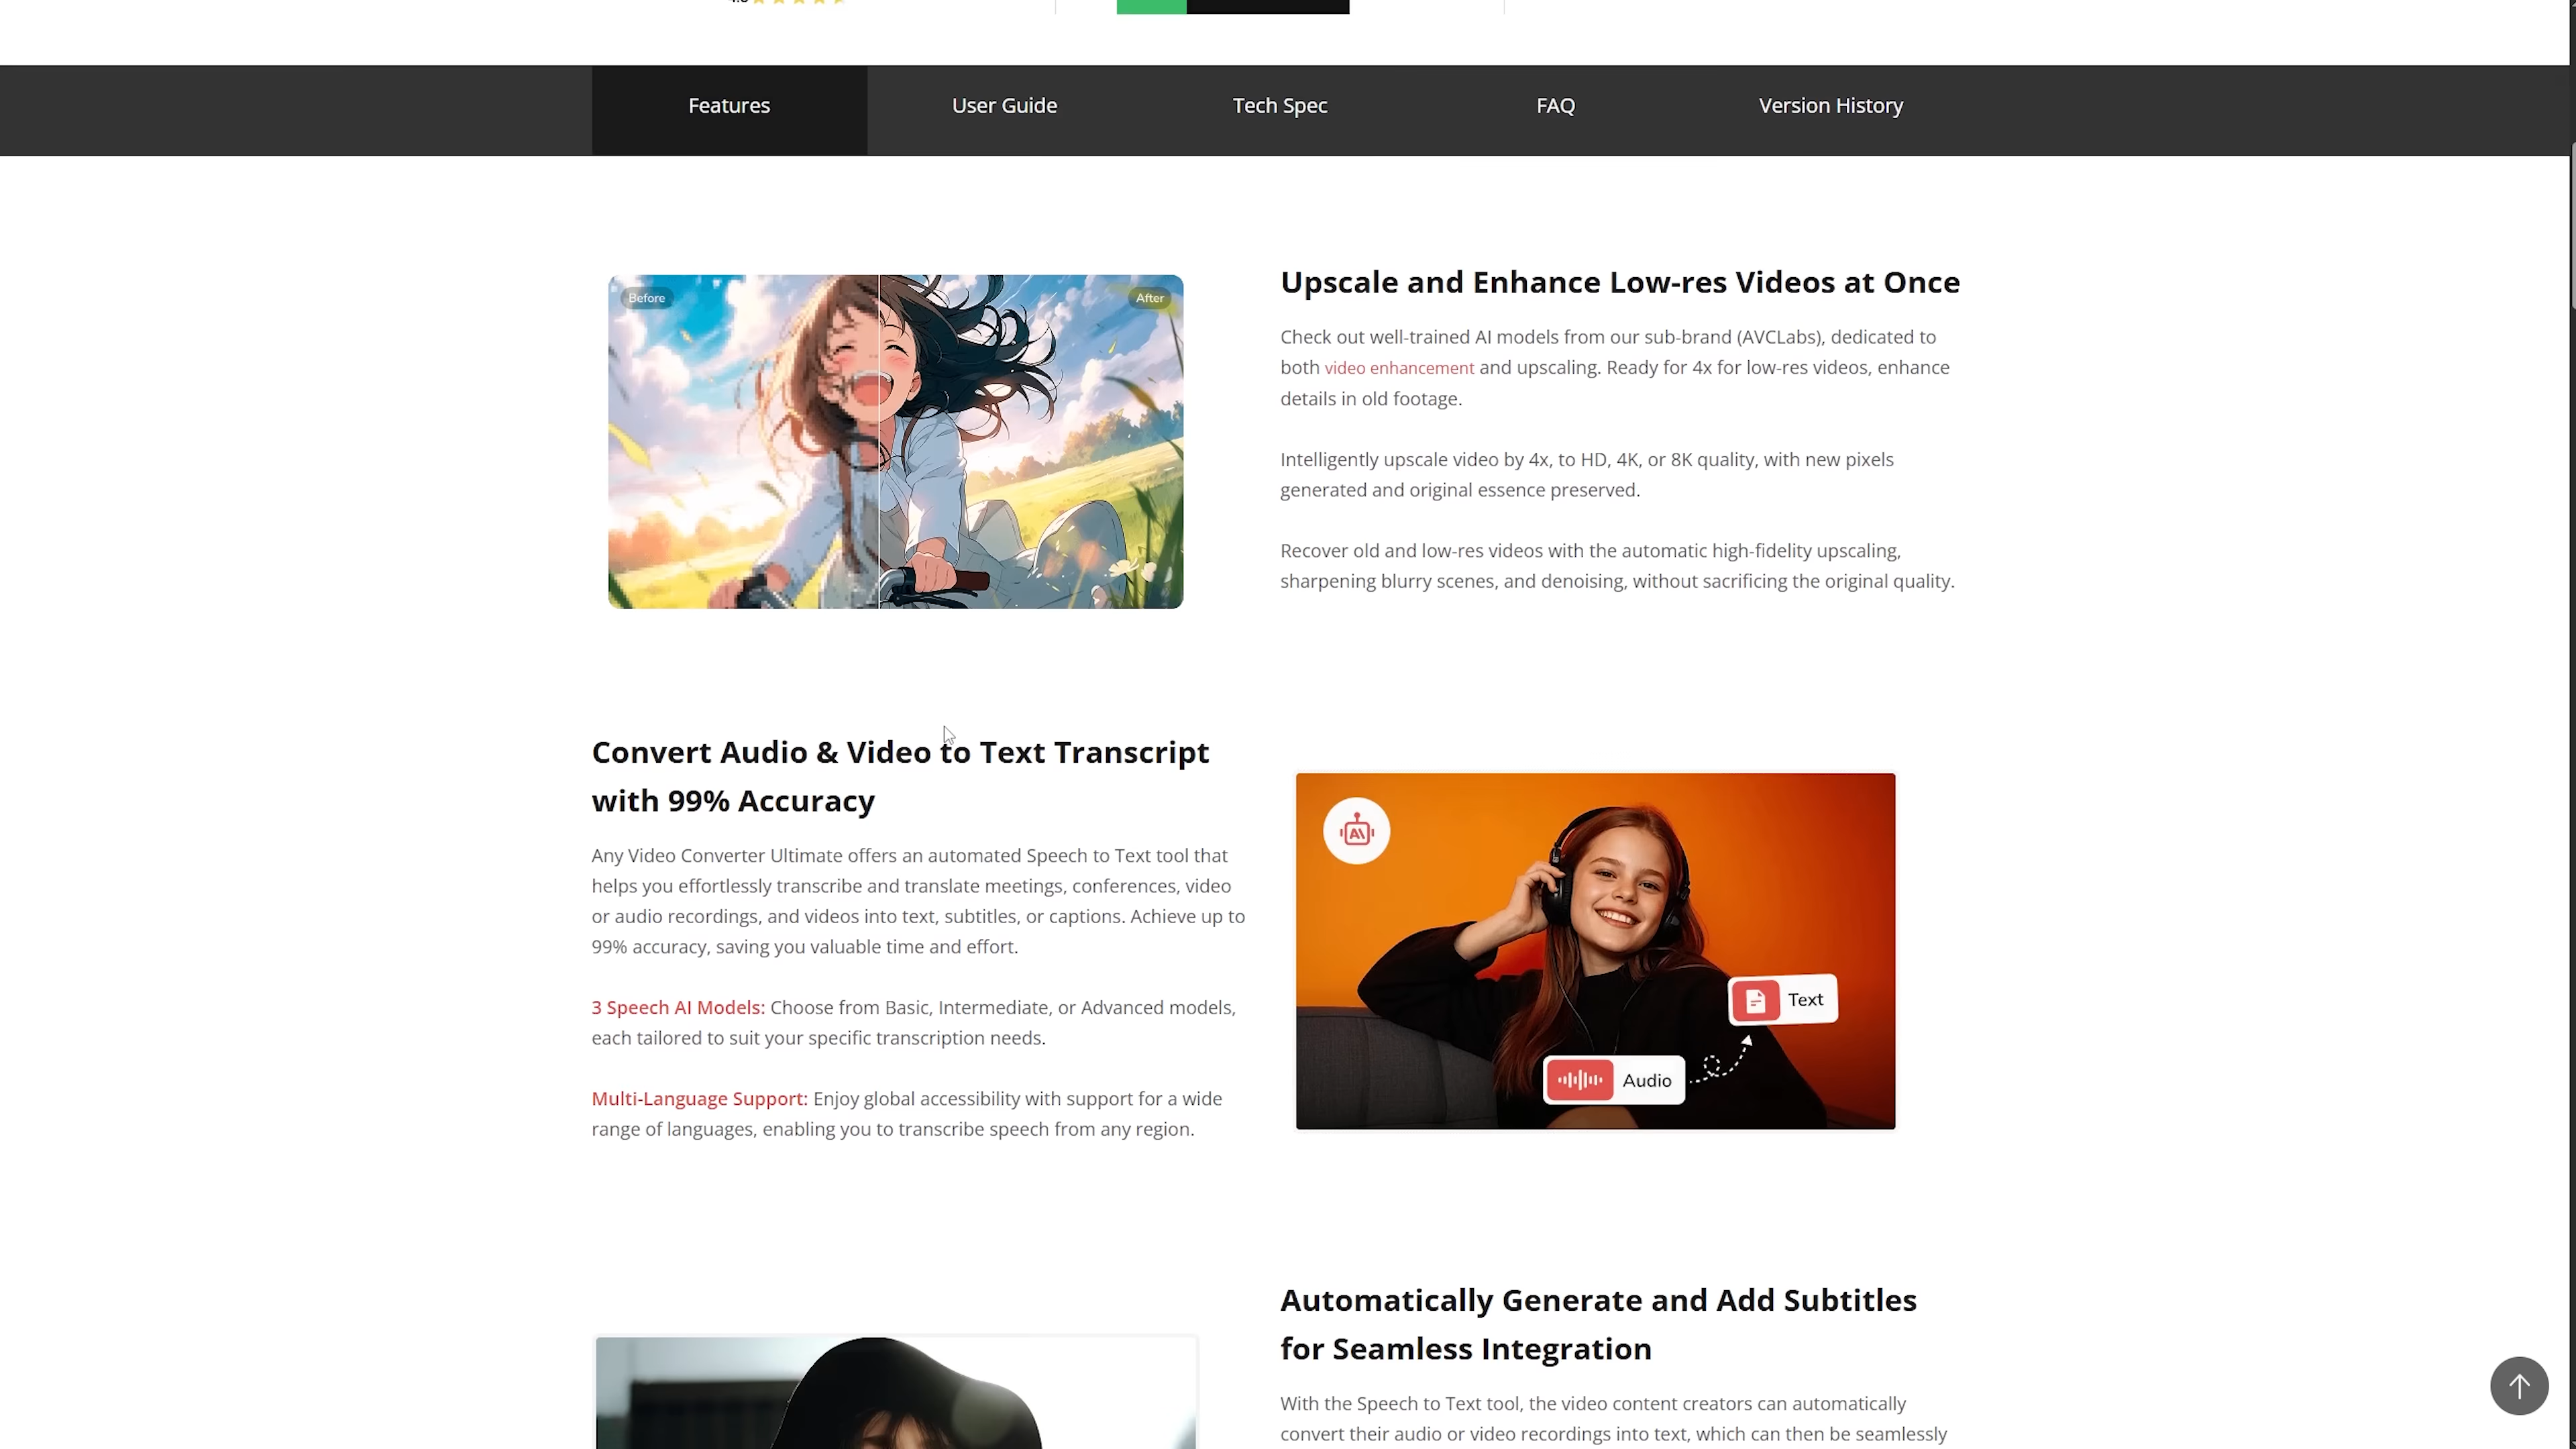 Features
User Guide
Tech Spec
FAQ
Version History
Before
After
Upscale and Enhance Low-res Videos at Once
Check out well-trained AI models from our sub-brand (AVCLabs), dedicated to
both video enhancement and upscaling. Ready for 4x for low-res videos, enhance
details in old footage.
Intelligently upscale video by 4x, to HD, 4K, or 8K quality, with new pixels
generated and original essence preserved.
Recover old and low-res videos with the automatic high-fidelity upscaling,
sharpening blurry scenes, and denoising, without sacrificing the original quality.
Convert Audio & Video to Text Transcript
with 99% Accuracy
Any Video Converter Ultimate offers an automated Speech to Text tool that
helps you effortlessly transcribe and translate meetings, conferences, video
or audio recordings, and videos into text, subtitles, or captions. Achieve up to
99% accuracy, saving you valuable time and effort.
3 Speech AI Models: Choose from Basic, Intermediate, or Advanced models,
each tailored to suit your specific transcription needs.
Multi-Language Support: Enjoy global accessibility with support for a wide
range of languages, enabling you to transcribe speech from any region.
AI
Text
Audio
Automatically Generate and Add Subtitles
for Seamless Integration
With the Speech to Text tool, the video content creators can automatically
convert their audio or video recordings into text, which can then be seamlessly